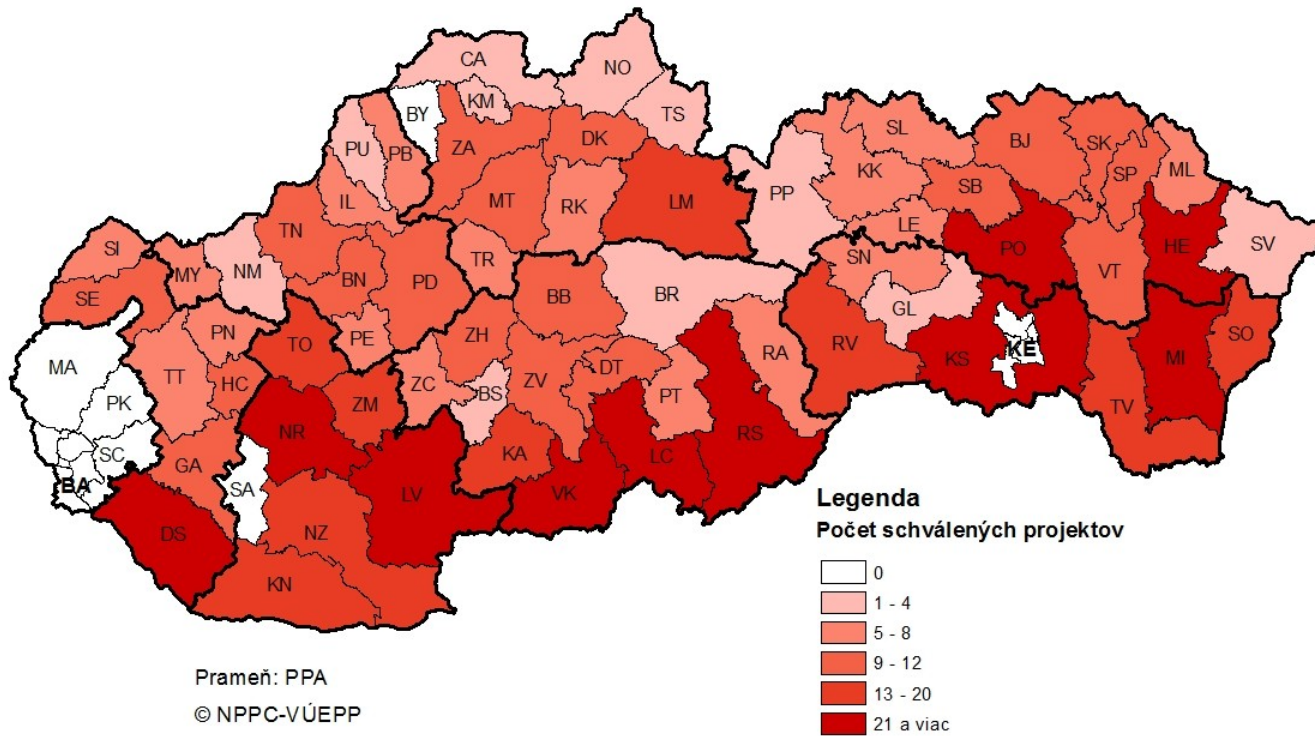 CA
NO
KM
BY
TS
PU
PB
ZA
DK
SL
BJ
SK
SP
ML
KK
PP
SB
IL
MT
RK
LM
LE
TN
SI
MY
NM
BN
PD
TR
PO
HE
SV
VT
SN
SE
BB
BR
GL
PN
TO
PE
ZH
RV
KS
KE
MI
SO
MA
TT
HC
ZC
BS
ZV
DT
RA
PK
ZM
PT
TV
NR
RS
SC
GA
KA
LC
BA
SA
LV
VK
DS
NZ
KN
Legenda
Počet schválených projektov
0
1 - 4
5 - 8
9 - 12
13 - 20
21 a viac
Prameň: PPA
© NPPC-VÚEPP